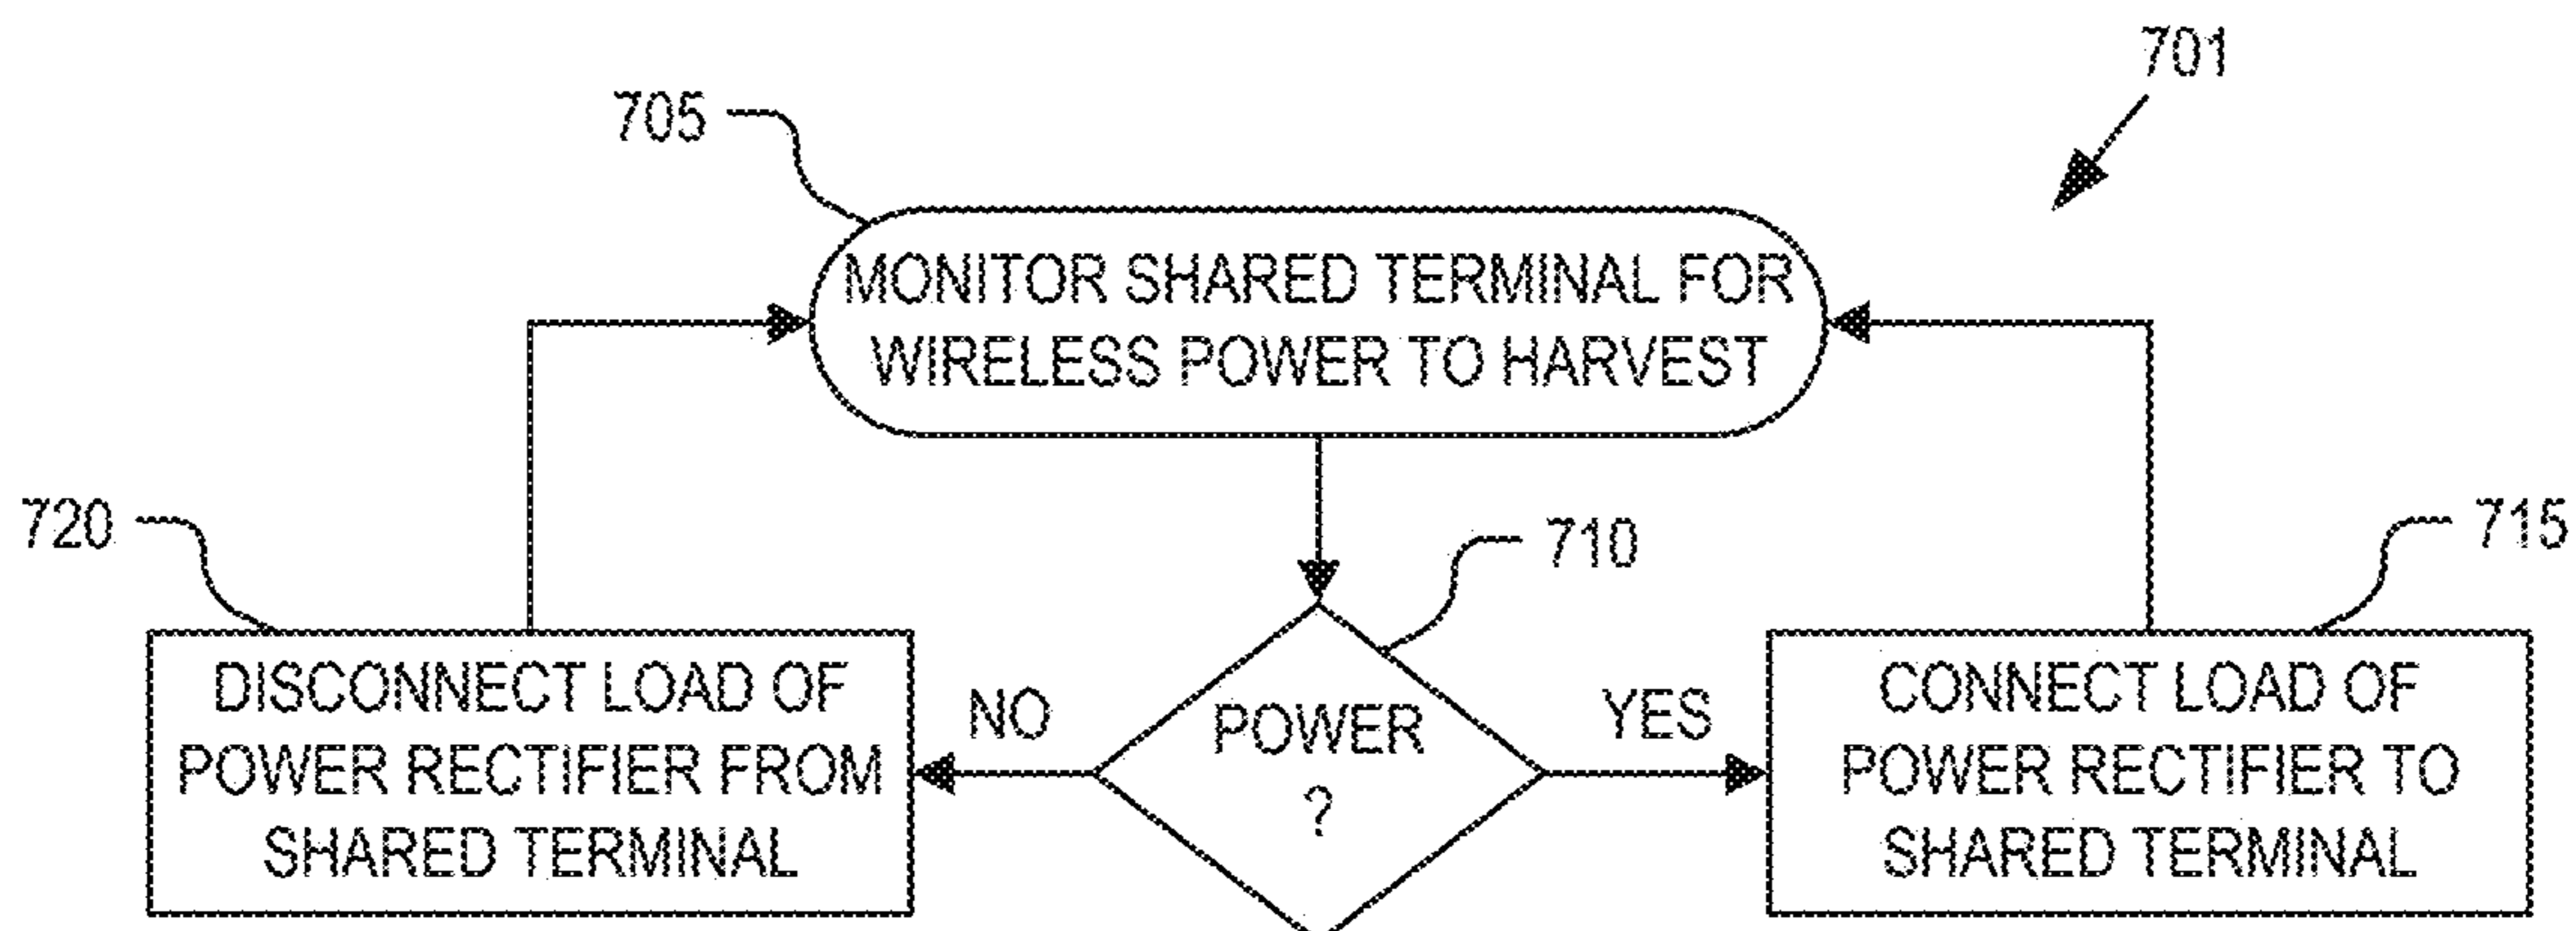 701
705
MONITOR SHARED TERMINAL FOR
WIRELESS POWER TO HARVEST
720
710
715
DISCONNECT LOAD OF
POWER RECTIFIER FROM
SHARED TERMINAL
NO
POWER
?
YES
CONNECT LOAD OF
POWER RECTIFIER TO
SHARED TERMINAL